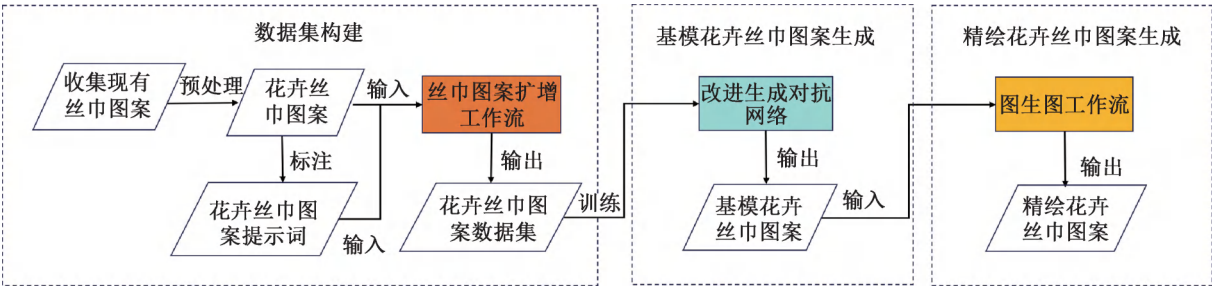 数据集构建
收集现有
丝巾图案
预处理
花卉丝
巾图案
输入
丝巾图案扩增
工作流
标注
输出
花卉丝巾图
案提示词
输入
花卉丝巾图
案数据集
训练
基模花卉丝巾图案生成
改进生成对抗
网络
输出
基模花卉
丝巾图案
输入
精绘花卉丝巾图案生成
图生图工作流
输出
精绘花卉
丝巾图案